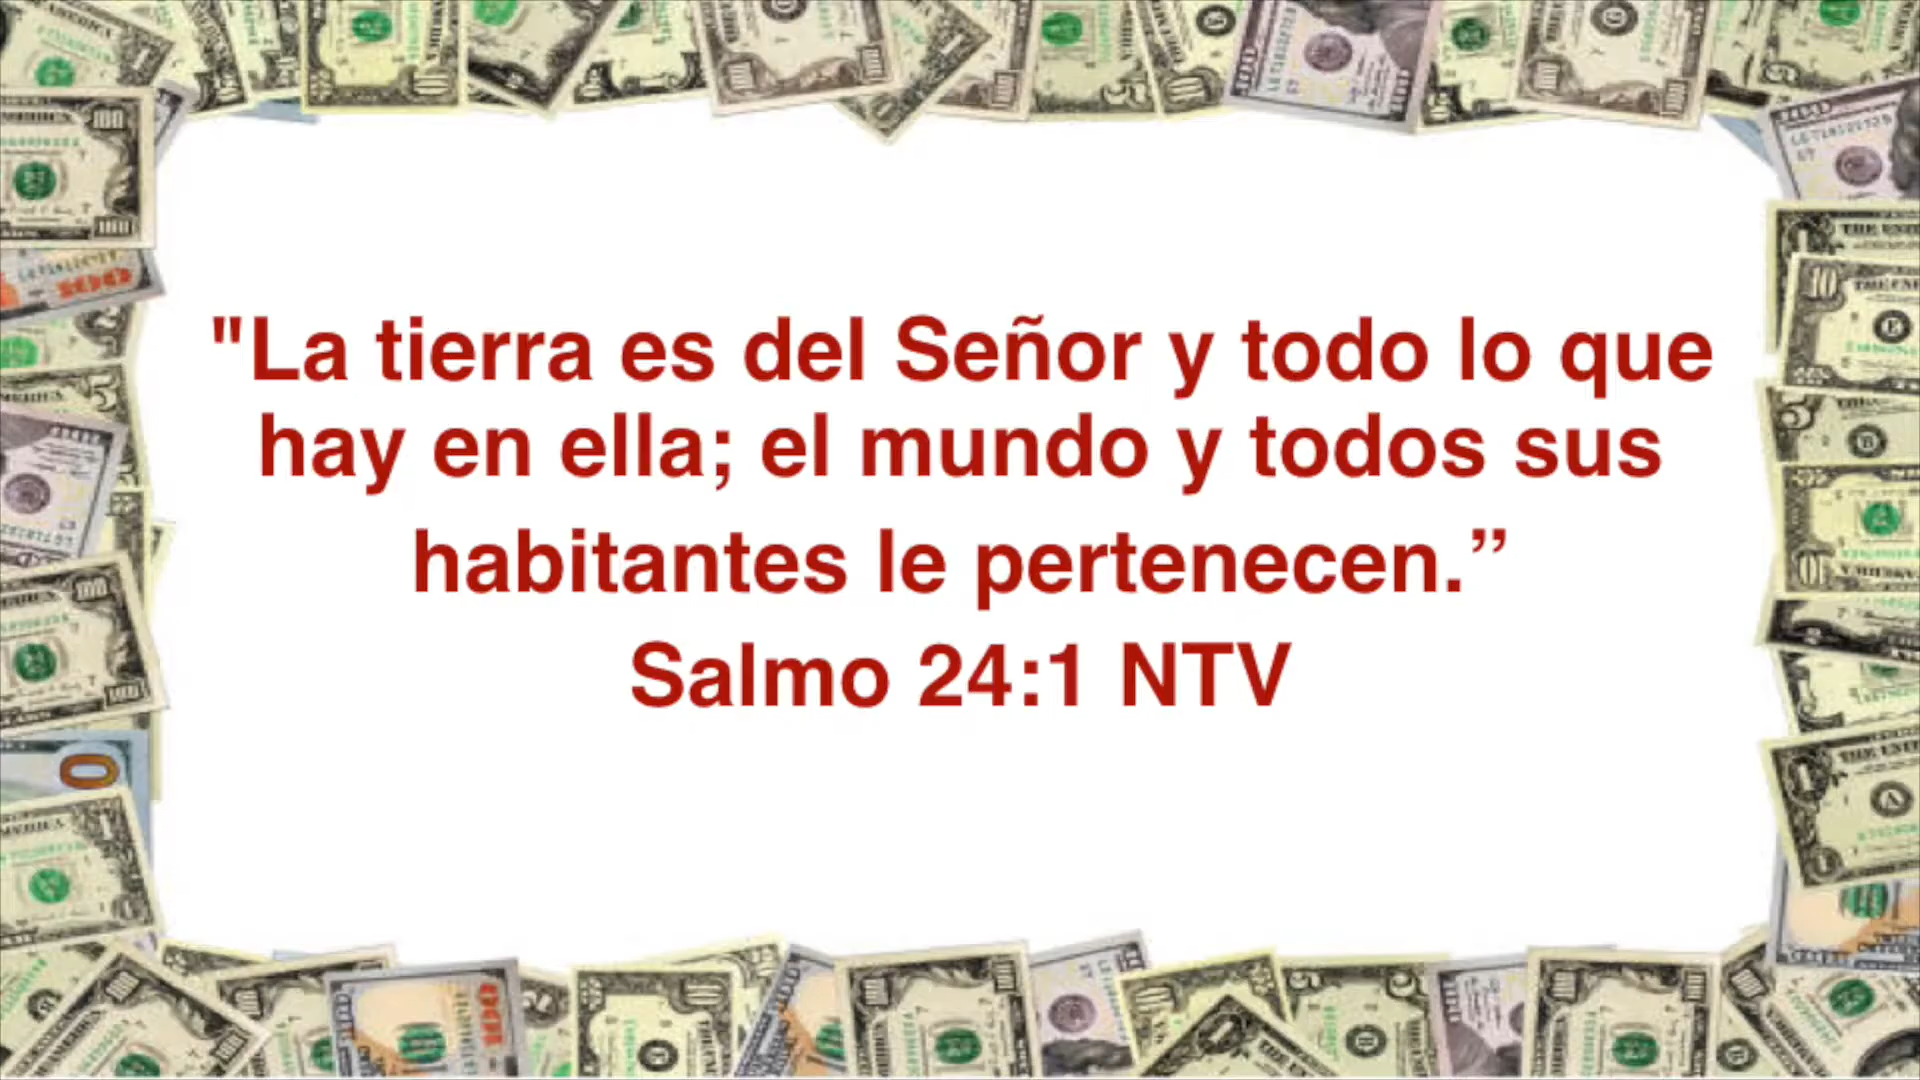 "La tierra es del Señor y todo lo que
hay en ella; el mundo y todos sus
habitantes le pertenecen.”
Salmo 24:1 NTV